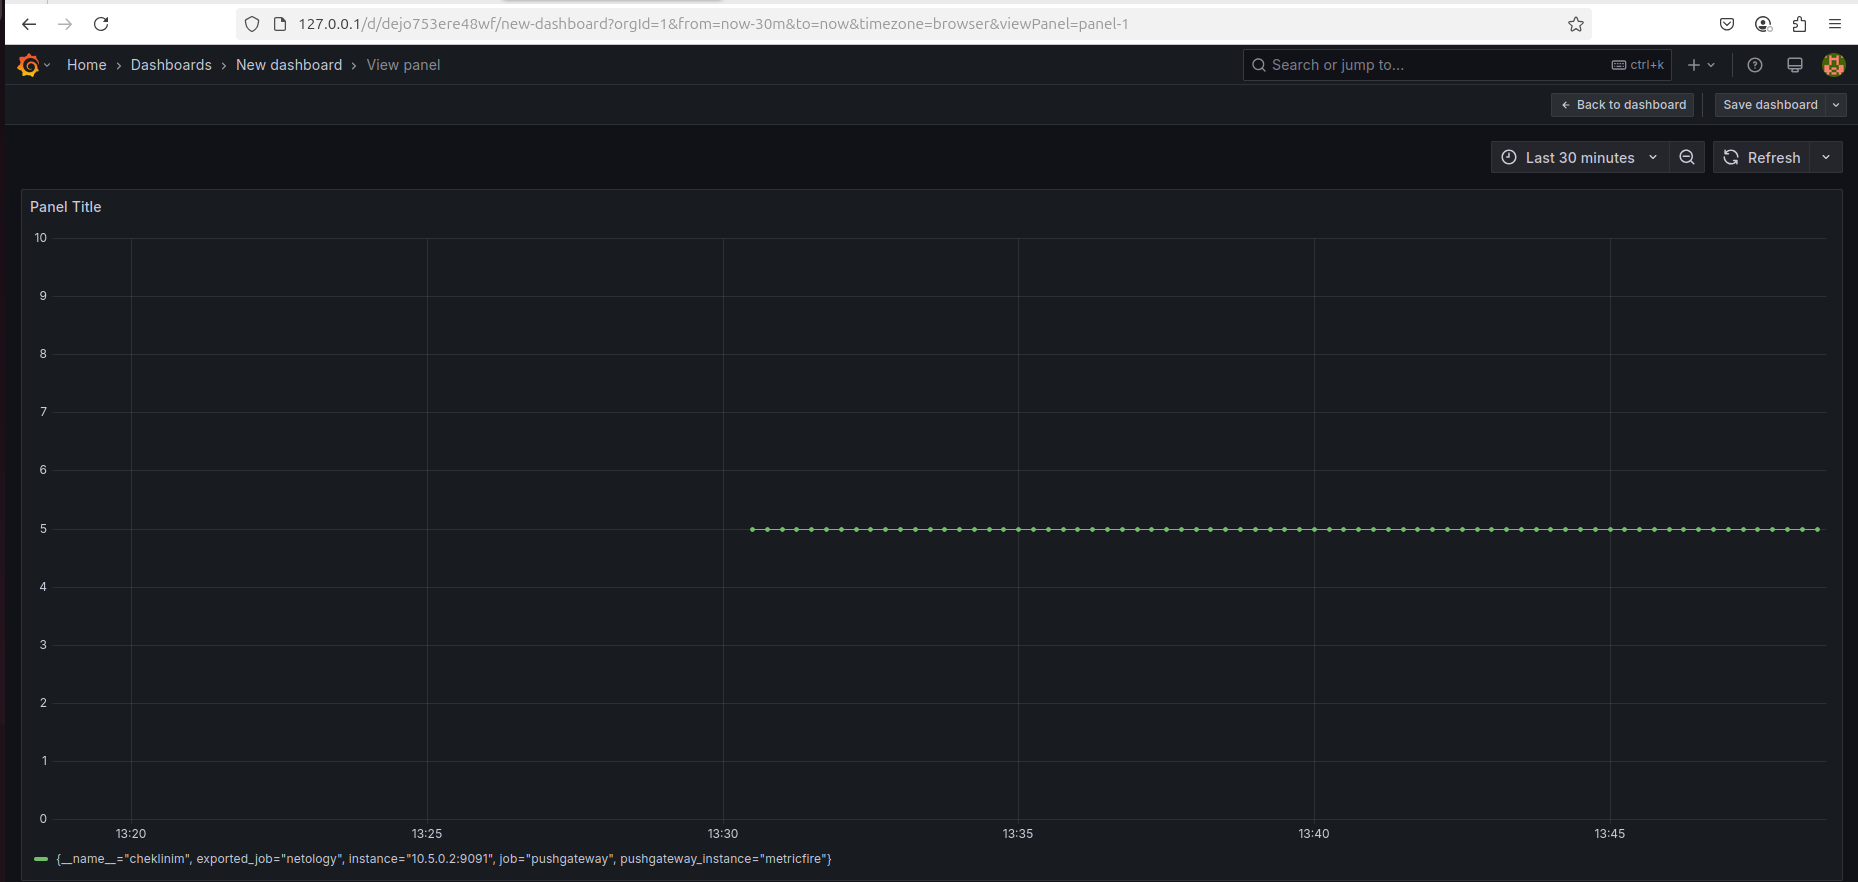 127.0.0.1/d/dejo753ere48wf/new-dashboard?orgId=1&from=now-30m&to=now&timezone=browser&viewPanel=panel-1
Home › Dashboards › New dashboard › View panel
Search or jump to...
ctrl+k
Back to dashboard
Save dashboard
Last 30 minutes
Refresh
Panel Title
10
9
8
7
6
5
4
3
2
1
0
13:20 13:25 13:30 13:35 13:40 13:45
{__name__="cheklinim", exported_job="netology", instance="10.5.0.2:9091", job="pushgateway", pushgateway_instance="metricfire"}